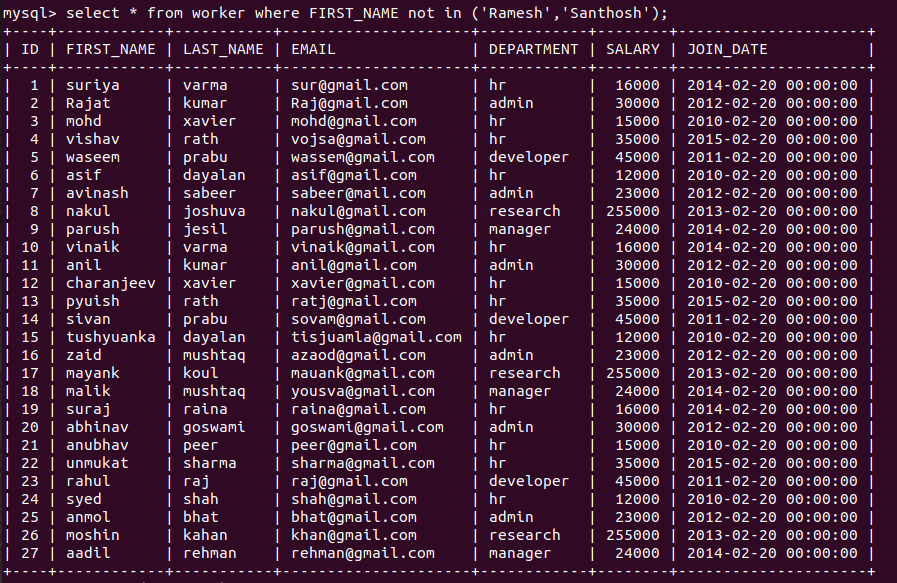 mysql> select * from worker where FIRST_NAME not in ('Ramesh','Santhosh');
+----+------------+-----------+---------------------+------------+--------+---------------------+
| ID | FIRST_NAME | LAST_NAME | EMAIL | DEPARTMENT | SALARY | JOIN_DATE |
+----+------------+-----------+---------------------+------------+--------+---------------------+
| 1 | suriya | varma | sur@gmail.com | hr | 16000 | 2014-02-20 00:00:00 |
| 2 | Rajat | kumar | Raj@gmail.com | admin | 30000 | 2012-02-20 00:00:00 |
| 3 | mohd | xavier | mohd@gmail.com | hr | 15000 | 2010-02-20 00:00:00 |
| 4 | vishav | rath | vojsa@gmail.com | hr | 35000 | 2015-02-20 00:00:00 |
| 5 | waseem | prabu | wassem@gmail.com | developer | 45000 | 2011-02-20 00:00:00 |
| 6 | asif | dayalan | asif@gmail.com | hr | 12000 | 2010-02-20 00:00:00 |
| 7 | avinash | sabeer | sabeer@mail.com | admin | 23000 | 2012-02-20 00:00:00 |
| 8 | nakul | joshuva | nakul@gmail.com | research | 255000 | 2013-02-20 00:00:00 |
| 9 | parush | jesil | parush@gmail.com | manager | 24000 | 2014-02-20 00:00:00 |
| 10 | vinaik | varma | vinaik@gmail.com | hr | 16000 | 2014-02-20 00:00:00 |
| 11 | anil | kumar | anil@gmail.com | admin | 30000 | 2012-02-20 00:00:00 |
| 12 | charanjeev | xavier | xavier@gmail.com | hr | 15000 | 2010-02-20 00:00:00 |
| 13 | pyuish | rath | ratj@gmail.com | hr | 35000 | 2015-02-20 00:00:00 |
| 14 | sivan | prabu | sovam@gmail.com | developer | 45000 | 2011-02-20 00:00:00 |
| 15 | tushyuanka | dayalan | tisjuamla@gmail.com | hr | 12000 | 2010-02-20 00:00:00 |
| 16 | zaid | mushtaq | azaod@gmail.com | admin | 23000 | 2012-02-20 00:00:00 |
| 17 | mayank | koul | mauank@gmail.com | research | 255000 | 2013-02-20 00:00:00 |
| 18 | malik | mushtaq | yousva@gmail.com | manager | 24000 | 2014-02-20 00:00:00 |
| 19 | suraj | raina | raina@gmail.com | hr | 16000 | 2014-02-20 00:00:00 |
| 20 | abhinav | goswami | goswami@gmail.com | admin | 30000 | 2012-02-20 00:00:00 |
| 21 | anubhav | peer | peer@gmail.com | hr | 15000 | 2010-02-20 00:00:00 |
| 22 | unmukat | sharma | sharma@gmail.com | hr | 35000 | 2015-02-20 00:00:00 |
| 23 | rahul | raj | raj@gmail.com | developer | 45000 | 2011-02-20 00:00:00 |
| 24 | syed | shah | shah@gmail.com | hr | 12000 | 2010-02-20 00:00:00 |
| 25 | anmol | bhat | bhat@gmail.com | admin | 23000 | 2012-02-20 00:00:00 |
| 26 | moshin | kahan | khan@gmail.com | research | 255000 | 2013-02-20 00:00:00 |
| 27 | aadil | rehman | rehman@gmail.com | manager | 24000 | 2014-02-20 00:00:00 |
+----+------------+-----------+---------------------+------------+--------+---------------------+